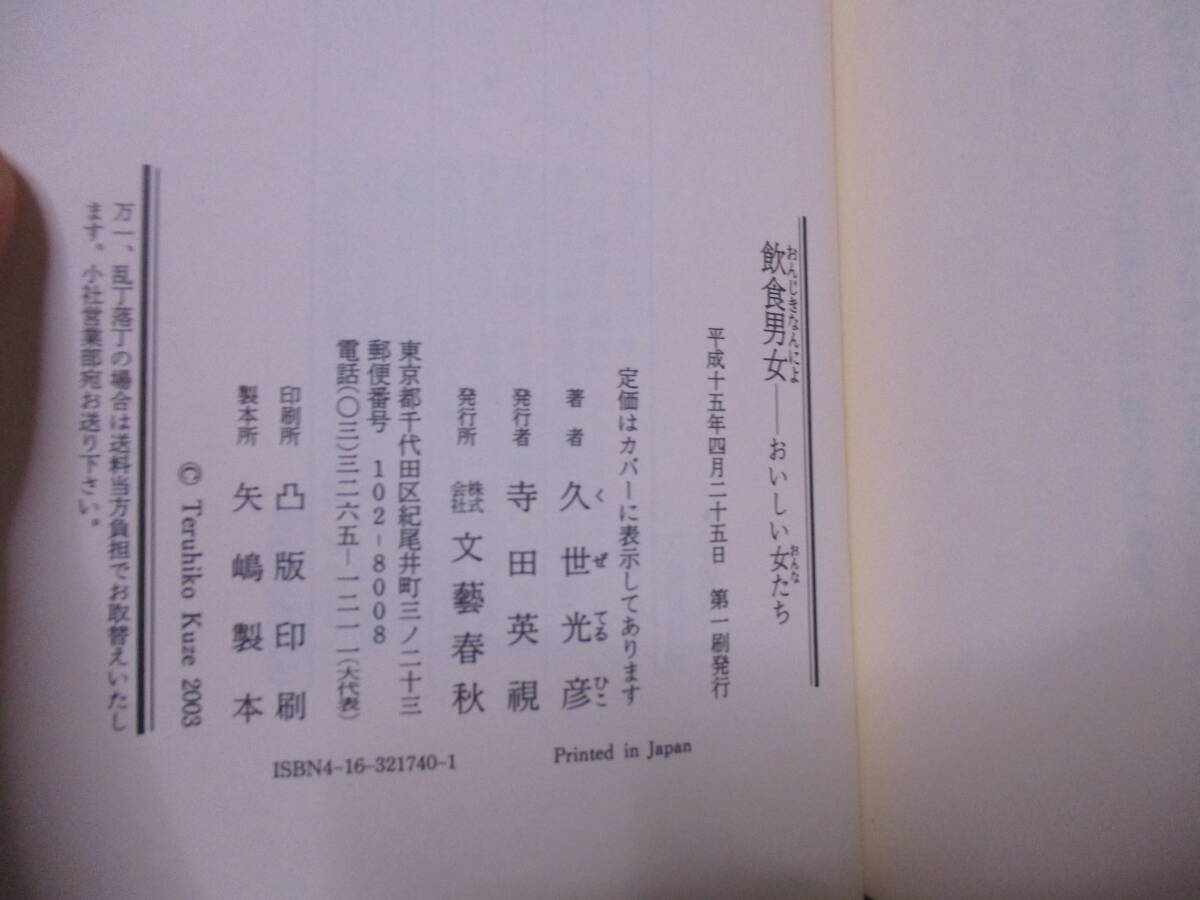 飲食男女――おいしい女たち
おんじきなんによ
おんな
平成十五年四月二十五日 第一刷発行
定価はカバーに表示してあります
著者 久世光彦
くぜてるひこ
発行者 寺田英視
発行所 株式会社 文藝春秋
東京都千代田区紀尾井町三ノ二十三
郵便番号 102-8008
電話(〇三)三二六五―一二一一(大代表)
印刷所 凸版印刷
製本所 矢嶋製本
© Teruhiko Kuze 2003
万一、乱丁落丁の場合は送料当方負担でお取替えいたし
ます。小社営業部宛お送り下さい。
ISBN4-16-321740-1
Printed in Japan